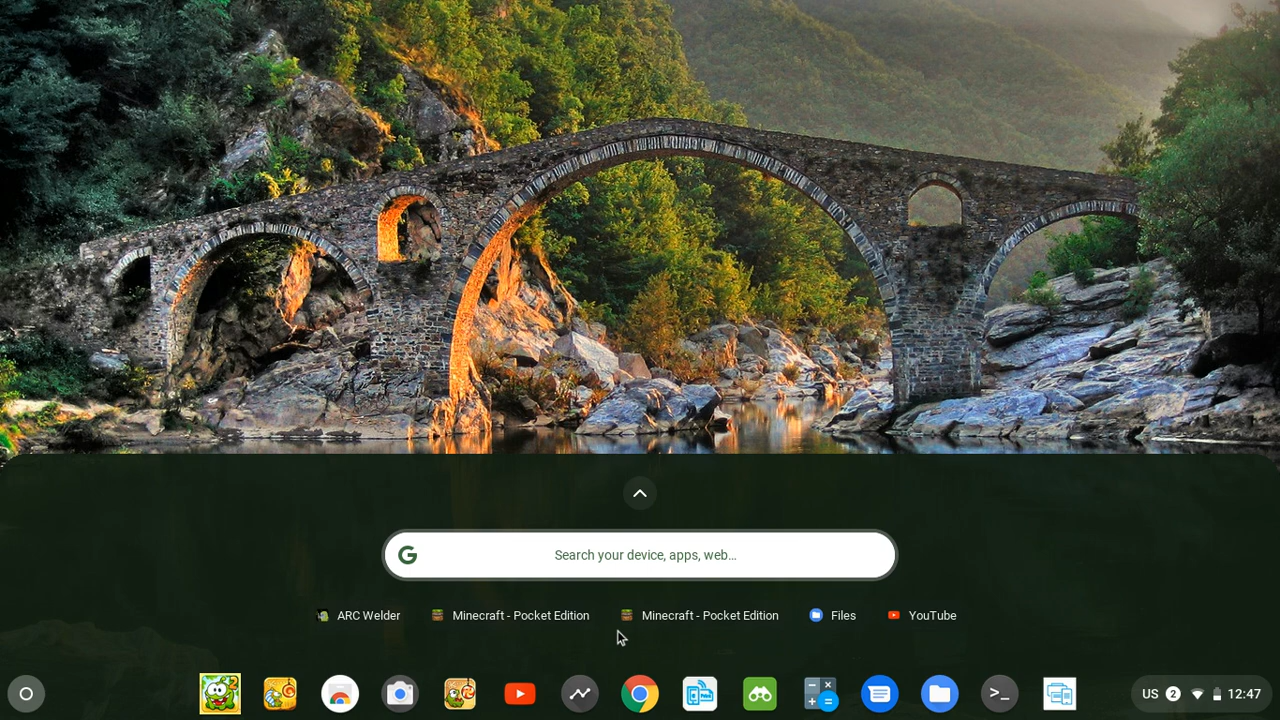 Search your device, apps, web...
ARC Welder Minecraft - Pocket Edition Minecraft - Pocket Edition Files YouTube
US 2 12:47